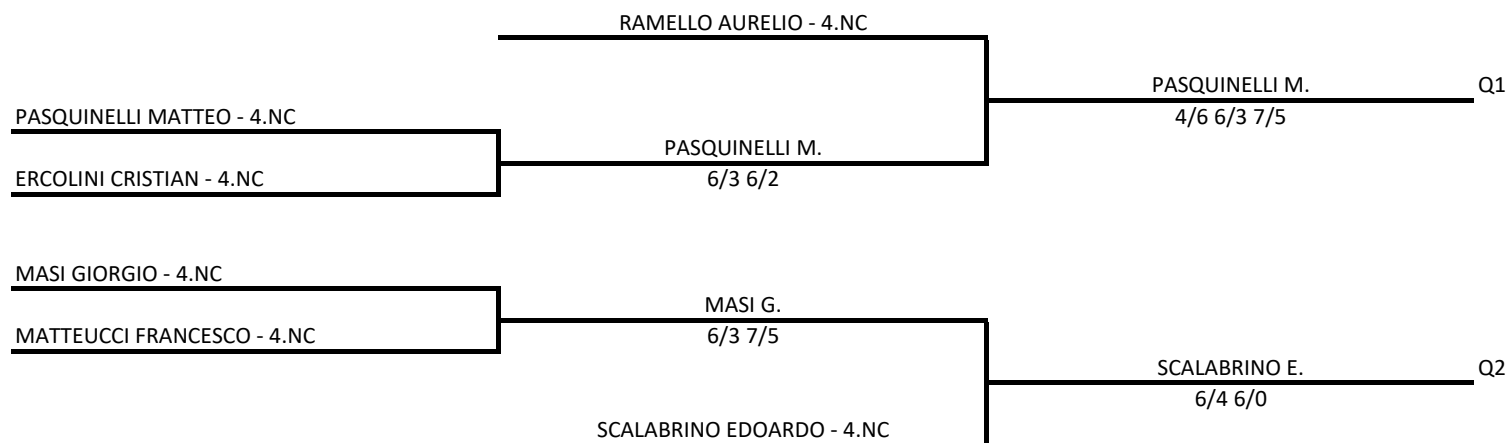 RAMELLO AURELIO - 4.NC
PASQUINELLI M.
Q1
4/6 6/3 7/5
PASQUINELLI MATTEO - 4.NC
PASQUINELLI M.
6/3 6/2
ERCOLINI CRISTIAN - 4.NC
MASI GIORGIO - 4.NC
MASI G.
6/3 7/5
MATTEUCCI FRANCESCO - 4.NC
SCALABRINO E.
Q2
6/4 6/0
SCALABRINO EDOARDO - 4.NC